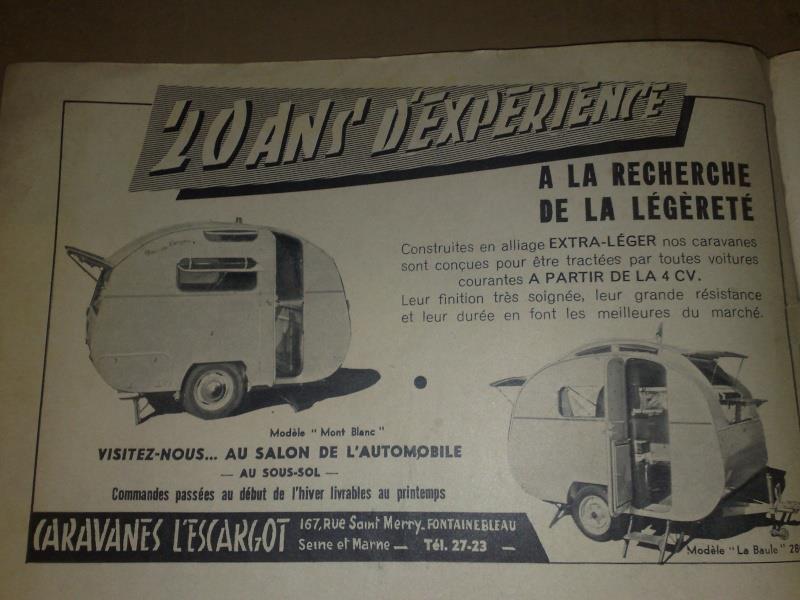 20 ANS D'EXPÉRIENCE
A LA RECHERCHE
DE LA LÉGÈRETÉ
Construites en alliage EXTRA-LÉGER nos caravanes
sont conçues pour être tractées par toutes voitures
courantes A PARTIR DE LA 4 CV.
Leur finition très soignée, leur grande résistance
et leur durée en font les meilleures du marché.
Modèle "Mont Blanc"
VISITEZ-NOUS... AU SALON DE L'AUTOMOBILE
— AU SOUS-SOL —
Commandes passées au début de l'hiver livrables au printemps
CARAVANES L'ESCARGOT
167, Rue Saint Merry_ FONTAINEBLEAU
Seine et Marne — Tél. 27-23 —
Modèle "La Baule"